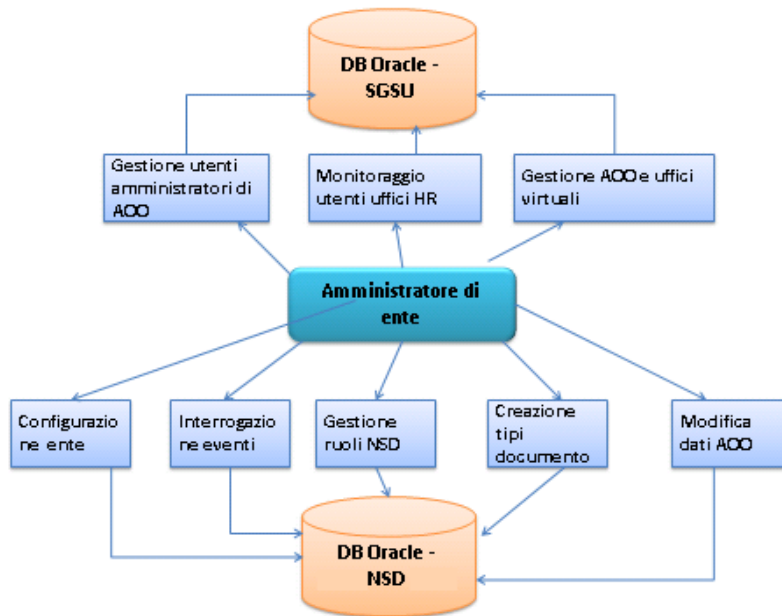 DB Oracle -
SGSU
Gestione utenti
amministratori di
AOO
Monitoraggio
utenti uffici HR
Gestione AOO e uffici
virtuali
Amministratore di
ente
Configurazio
ne ente
Interrogazio
ne eventi
Gestione
ruoli NSD
Creazione
tipi
documento
Modifica
dati AOO
DB Oracle -
NSD